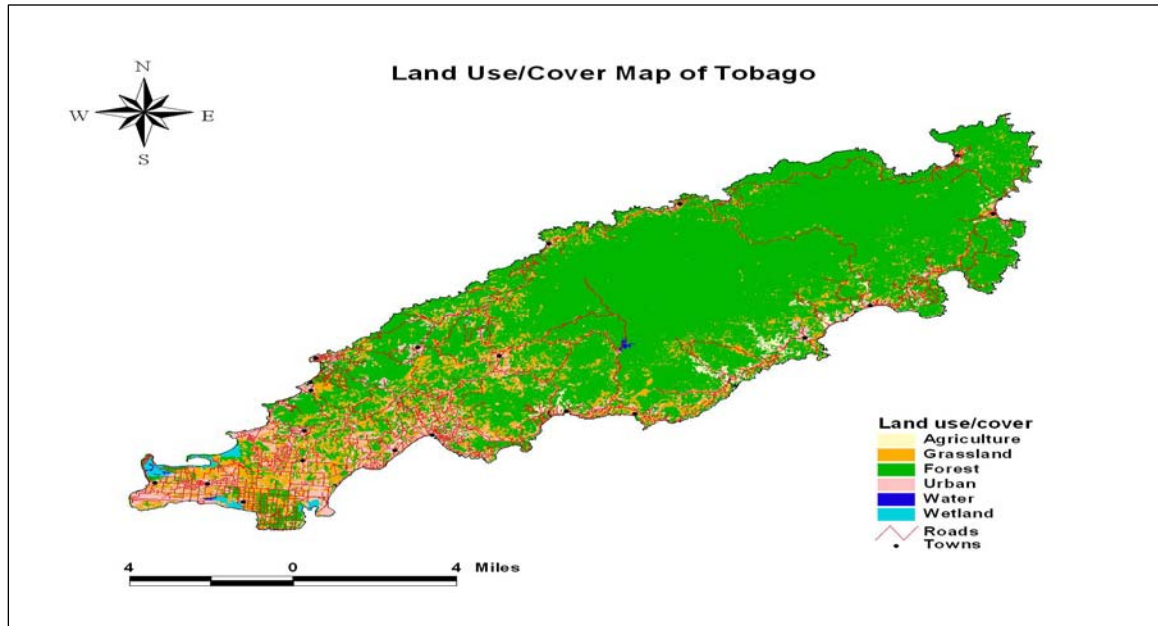 Land Use/Cover Map of Tobago
N
W E
S
Land use/cover
Agriculture
Grassland
Forest
Urban
Water
Wetland
Roads
Towns
4 0 4 Miles